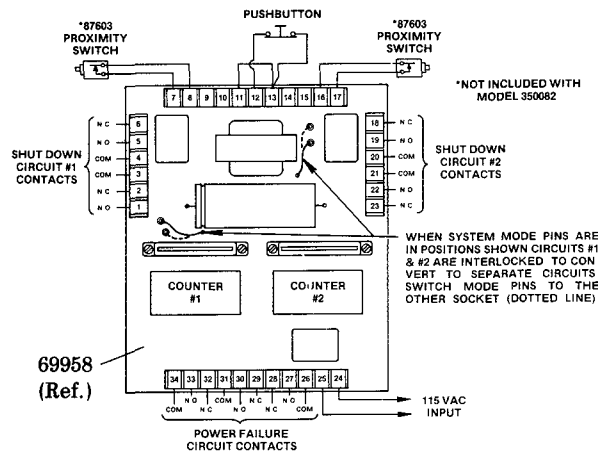 PUSHBUTTON
*87603
PROXIMITY
SWITCH
*87603
PROXIMITY
SWITCH
7 8 9 10 11 12 13 14 15 16 17
*NOT INCLUDED WITH
MODEL 350082
SHUT DOWN
CIRCUIT #1
CONTACTS
NC 6
NO 5
COM 4
COM 3
NC 2
NO 1
18 NC
19 NO
20 COM
21 COM
22 NO
23 NC
SHUT DOWN
CIRCUIT #2
CONTACTS
WHEN SYSTEM MODE PINS ARE
IN POSITIONS SHOWN CIRCUITS #1
& #2 ARE INTERLOCKED TO CON
VERT TO SEPARATE CIRCUITS
SWITCH MODE PINS TO THE
OTHER SOCKET (DOTTED LINE)
COUNTER
#1
COUNTER
#2
69958
(Ref.)
34 33 32 31 30 29 28 27 26 25 24
COM NO NC COM NO NC NC NO COM
115 VAC
INPUT
POWER FAILURE
CIRCUIT CONTACTS